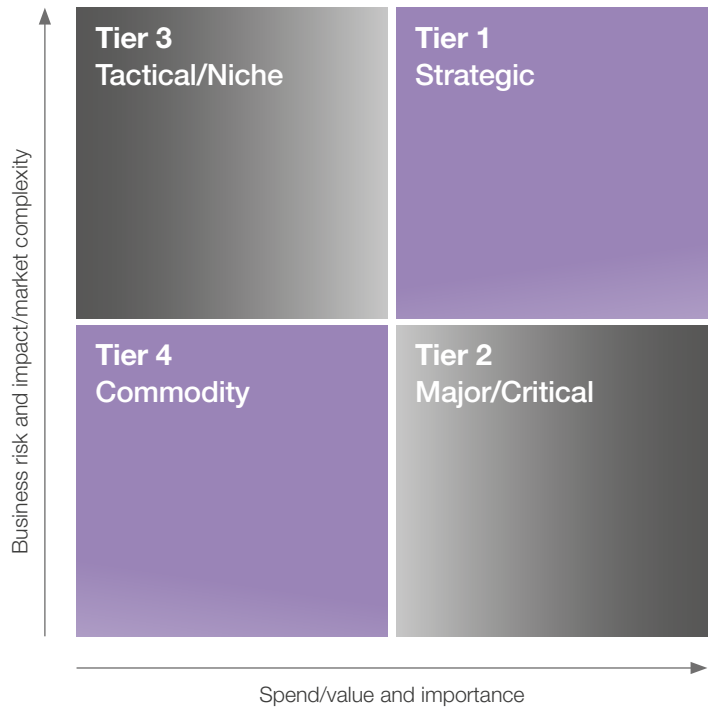 Tier 3
Tactical/Niche
Tier 1
Strategic
Tier 4
Commodity
Tier 2
Major/Critical
Business risk and impact/market complexity
Spend/value and importance